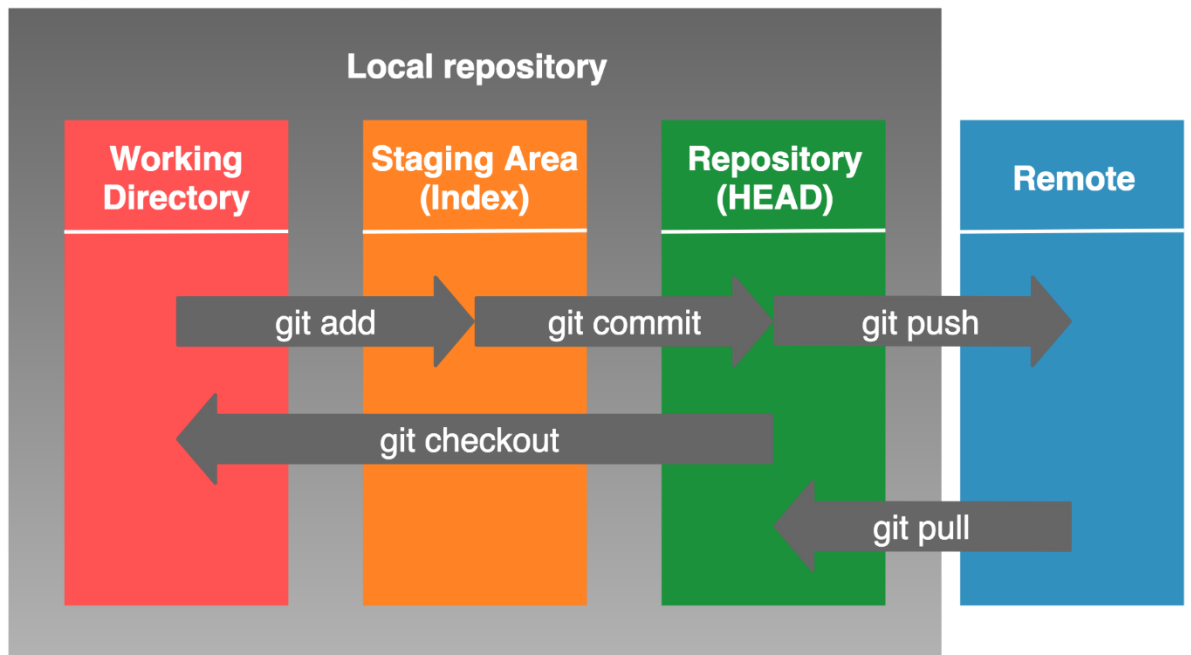 Local repository
Working
Directory
Staging Area
(Index)
Repository
(HEAD)
Remote
git add
git commit
git push
git checkout
git pull